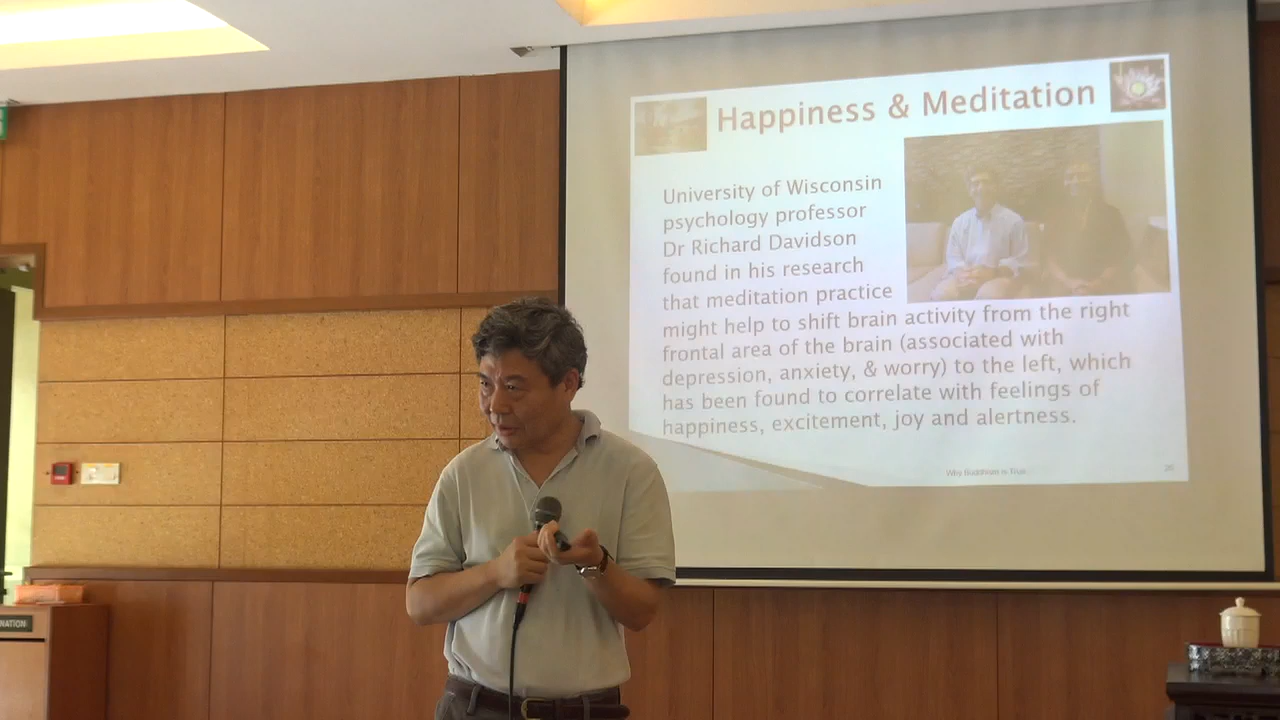 Happiness & Meditation
University of Wisconsin
psychology professor
Dr Richard Davidson
found in his research
that meditation practice
might help to shift brain activity from the right
frontal area of the brain (associated with
depression, anxiety, & worry) to the left, which
has been found to correlate with feelings of
happiness, excitement, joy and alertness.
Why Buddhism is True
NATION